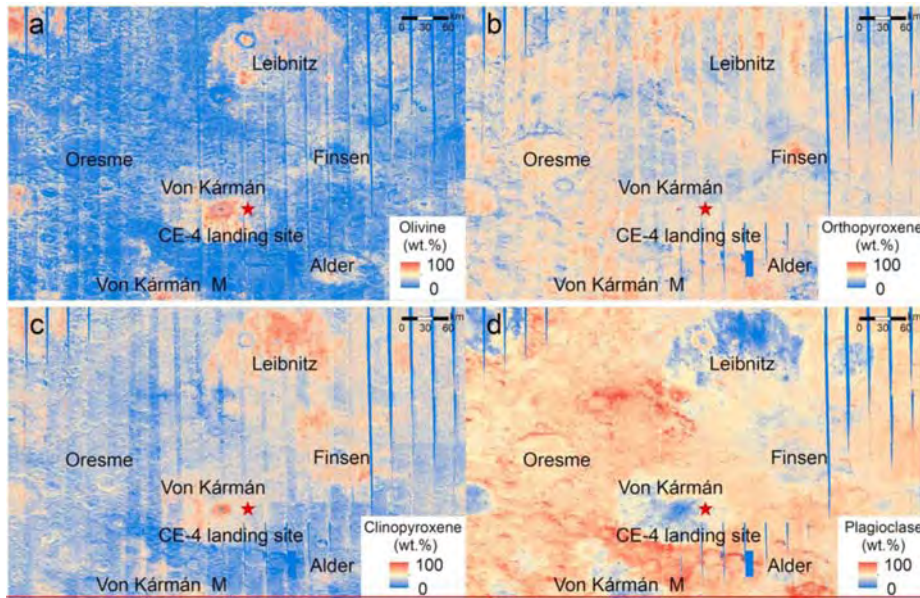 a
km
0 30 60
Leibnitz
Oresme
Finsen
Von Kármán
CE-4 landing site
Alder
Von Kármán M
Olivine
(wt.%)
100
0
b
km
0 30 60
Leibnitz
Oresme
Finsen
Von Kármán
CE-4 landing site
Alder
Von Kármán M
Orthopyroxene
(wt.%)
100
0
c
km
0 30 60
Leibnitz
Oresme
Finsen
Von Kármán
CE-4 landing site
Alder
Von Kármán M
Clinopyroxene
(wt.%)
100
0
d
km
0 30 60
Leibnitz
Oresme
Finsen
Von Kármán
CE-4 landing site
Alder
Von Kármán M
Plagioclase
(wt.%)
100
0